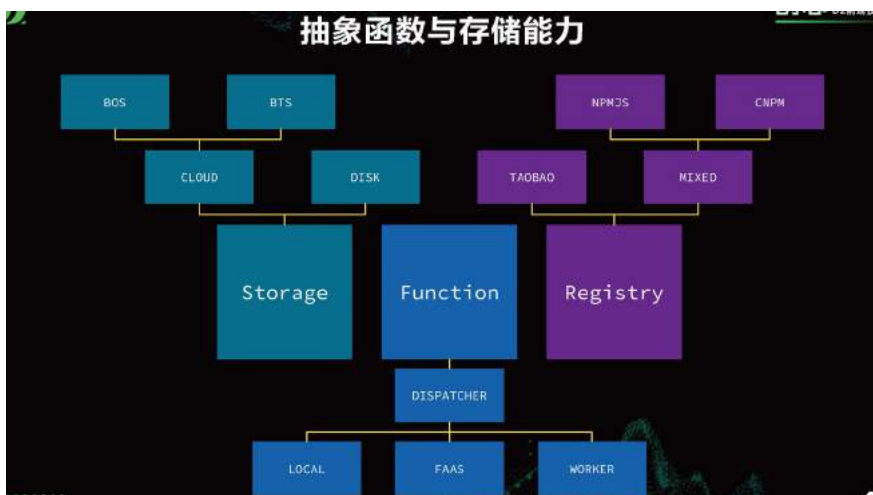 抽象函数与存储能力
BOS
BTS
NPMJS
CNPM
CLOUD
DISK
TAOBAO
MIXED
Storage
Function
Registry
DISPATCHER
LOCAL
FAAS
WORKER